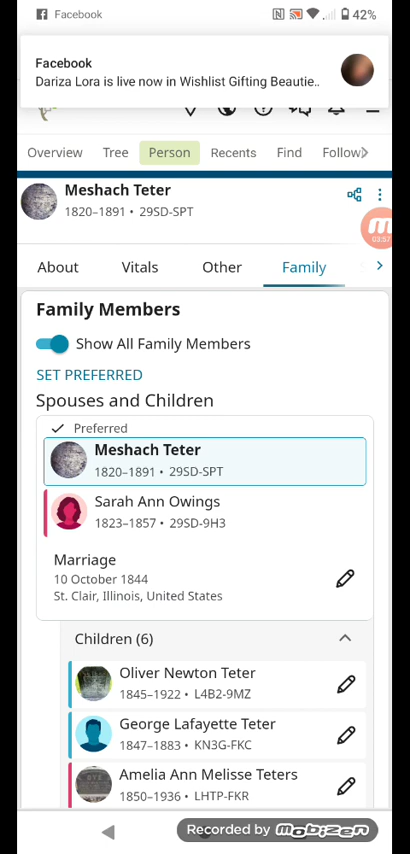 Facebook
42%
Facebook
Dariza Lora is live now in Wishlist Gifting Beautie..
Overview Tree Person Recents Find Follow
Meshach Teter
1820–1891 • 29SD-SPT
03:07
About Vitals Other Family
Family Members
Show All Family Members
SET PREFERRED
Spouses and Children
Preferred
Meshach Teter
1820–1891 • 29SD-SPT
Sarah Ann Owings
1823–1857 • 29SD-9H3
Marriage
10 October 1844
St. Clair, Illinois, United States
Children (6)
Oliver Newton Teter
1845–1922 • L4B2-9MZ
George Lafayette Teter
1847–1883 • KN3G-FKC
Amelia Ann Melisse Teters
1850–1936 • LHTP-FKR
Recorded by mobizen